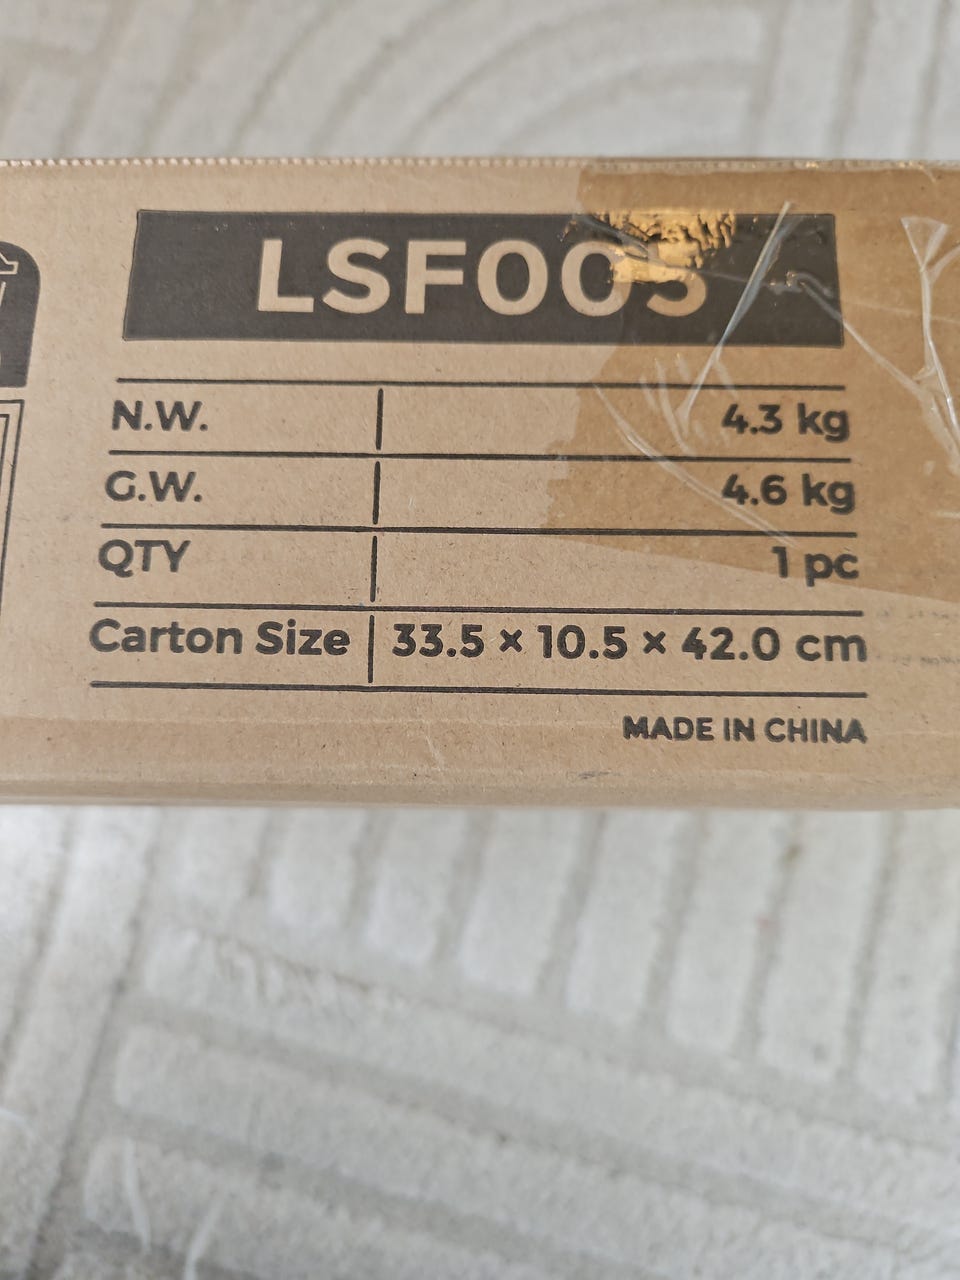 N.W. 4.3 kg
G.W. 4.6 kg
QTY 1 pc
Carton Size 33.5 × 10.5 × 42.0 cm
MADE IN CHINA